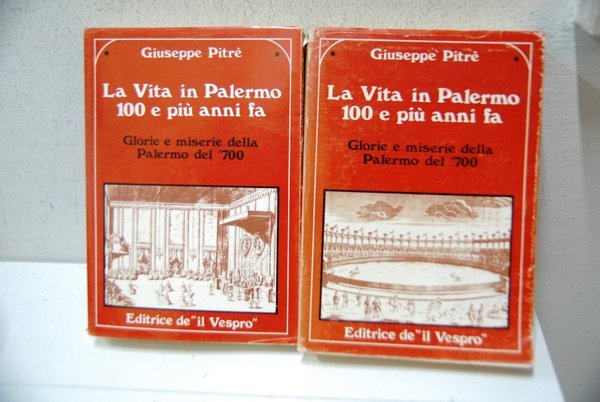 Giuseppe Pitrè
La Vita in Palermo
100 e più anni fa
Glorie e miserie della
Palermo del '700
Editrice de "il Vespro"
Giuseppe Pitrè
La Vita in Palermo
100 e più anni fa
Glorie e miserie della
Palermo del '700
Editrice de "il Vespro"